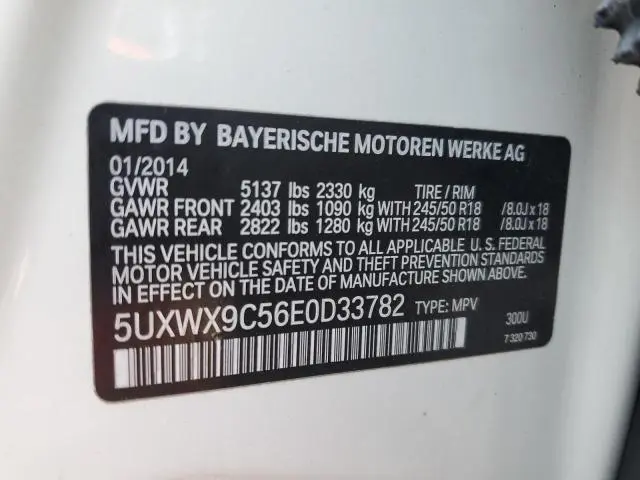 MFD BY BAYERISCHE MOTOREN WERKE AG
01/2014
GVWR 5137 lbs 2330 kg TIRE / RIM
GAWR FRONT 2403 lbs 1090 kg WITH 245/50 R18 /8.0J x 18
GAWR REAR 2822 lbs 1280 kg WITH 245/50 R18 /8.0J x 18
THIS VEHICLE CONFORMS TO ALL APPLICABLE U. S. FEDERAL
MOTOR VEHICLE SAFETY AND THEFT PREVENTION STANDARDS
IN EFFECT ON THE DATE OF MANUFACTURE SHOWN ABOVE.
5UXWX9C56E0D33782 TYPE: MPV 300U
7 320 730